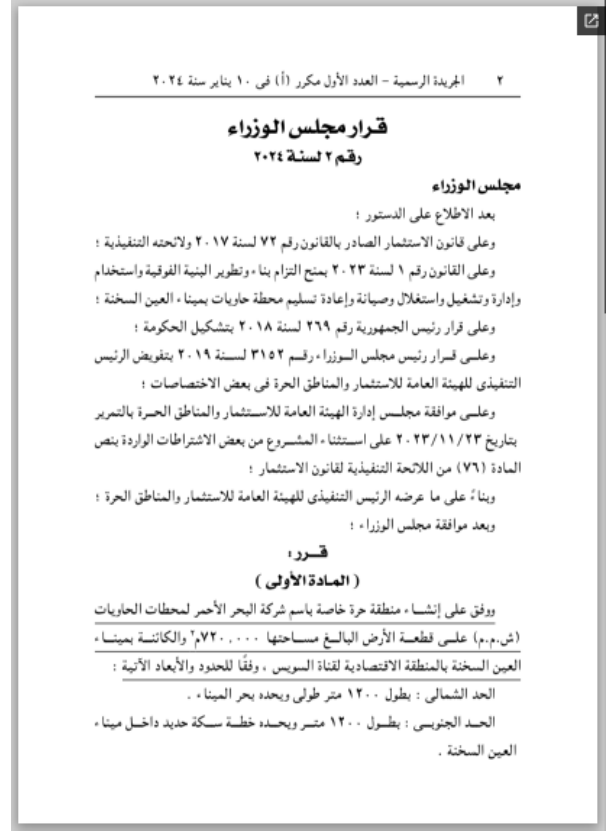 ٢ الجريدة الرسمية – العدد الأول مكرر (أ) فى ١٠ يناير سنة ٢٠٢٤
قرار مجلس الوزراء
رقم ٢ لسنة ٢٠٢٤
مجلس الوزراء
بعد الاطلاع على الدستور ؛
وعلى قانون الاستثمار الصادر بالقانون رقم ٧٢ لسنة ٢٠١٧ ولائحته التنفيذية ؛
وعلى القانون رقم ١ لسنة ٢٠٢٣ بمنح التزام بناء وتطوير البنية الفوقية واستخدام
وإدارة وتشغيل واستغلال وصيانة وإعادة تسليم محطة حاويات بميناء العين السخنة ؛
وعلى قرار رئيس الجمهورية رقم ٢٦٩ لسنة ٢٠١٨ بتشكيل الحكومة ؛
وعلى قرار رئيس مجلس الوزراء رقم ٣١٥٢ لسنة ٢٠١٩ بتفويض الرئيس
التنفيذى للهيئة العامة للاستثمار والمناطق الحرة فى بعض الاختصاصات ؛
وعلى موافقة مجلس إدارة الهيئة العامة للاستثمار والمناطق الحرة بالتمرير
بتاريخ ٢٠٢٣/١١/٢٣ على استثناء المشروع من بعض الاشتراطات الواردة بنص
المادة (٧٦) من اللائحة التنفيذية لقانون الاستثمار ؛
وبناءً على ما عرضه الرئيس التنفيذى للهيئة العامة للاستثمار والمناطق الحرة ؛
وبعد موافقة مجلس الوزراء ؛
قرر :
( المادة الأولى )
ووفق على إنشاء منطقة حرة خاصة باسم شركة البحر الأحمر لمحطات الحاويات
(ش.م.م) على قطعة الأرض البالغ مساحتها ٧٢٠,٠٠٠م٢ والكائنة بميناء
العين السخنة بالمنطقة الاقتصادية لقناة السويس ، وفقًا للحدود والأبعاد الآتية :
الحد الشمالى : بطول ١٢٠٠ متر طولى ويحده بحر الميناء .
الحد الجنوبى : بطول ١٢٠٠ متر ويحده خطة سكة حديد داخل ميناء
العين السخنة .